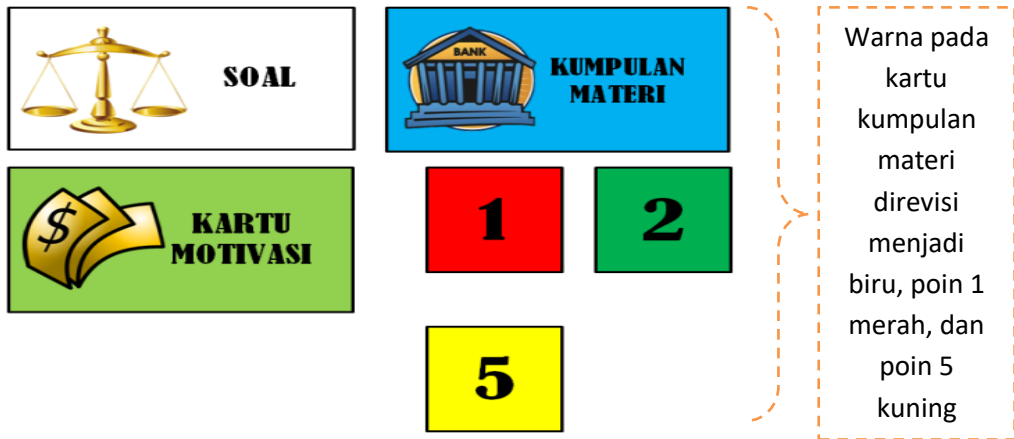 SOAL
BANK
KUMPULAN
MATERI
KARTU
MOTIVASI
$
1
2
5
Warna pada
kartu
kumpulan
materi
direvisi
menjadi
biru, poin 1
merah, dan
poin 5
kuning